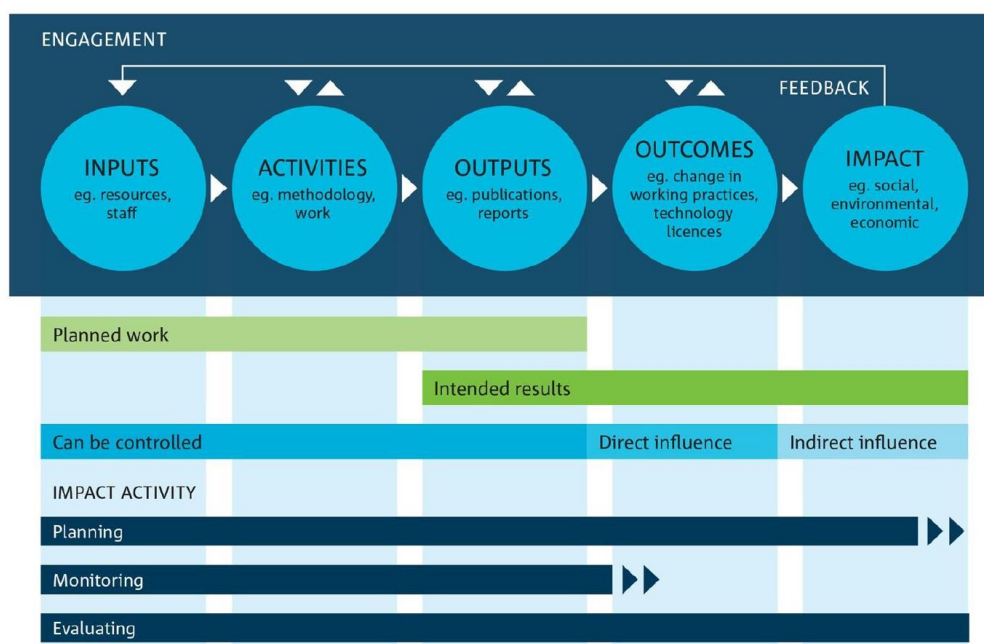 ENGAGEMENT
FEEDBACK
INPUTS
eg. resources,
staff
ACTIVITIES
eg. methodology,
work
OUTPUTS
eg. publications,
reports
OUTCOMES
eg. change in
working practices,
technology
licences
IMPACT
eg. social,
environmental,
economic
Planned work
Intended results
Can be controlled
Direct influence
Indirect influence
IMPACT ACTIVITY
Planning
Monitoring
Evaluating